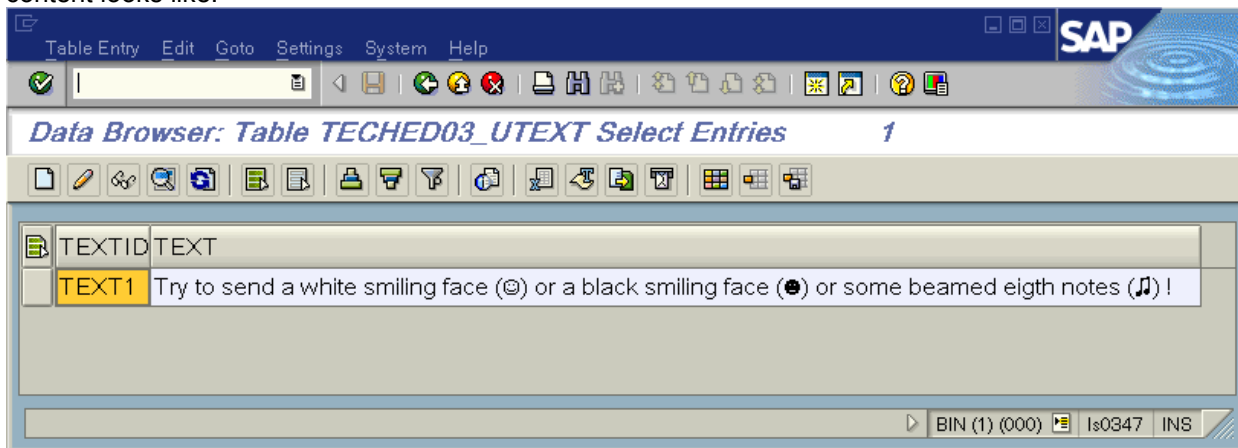 content looks like:
SAP
Table Entry Edit Goto Settings System Help
Data Browser: Table TECHED03_UTEXT Select Entries 1
TEXTID TEXT
TEXT1 Try to send a white smiling face (☺) or a black smiling face (☻) or some beamed eigth notes (♫) !
BIN (1) (000) ls0347 INS